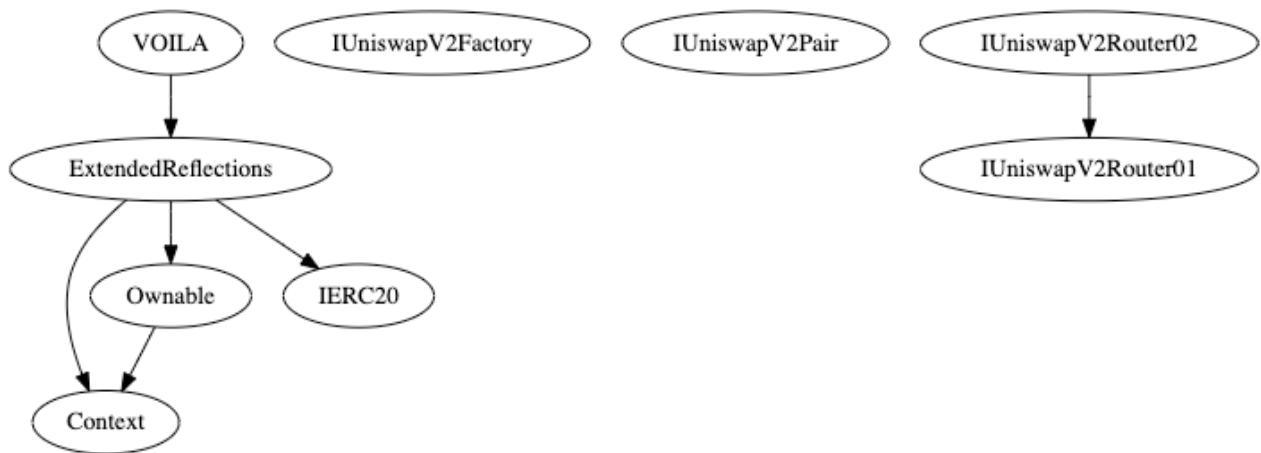 VOILA
IUniswapV2Factory
IUniswapV2Pair
IUniswapV2Router02
ExtendedReflections
IUniswapV2Router01
Ownable
IERC20
Context